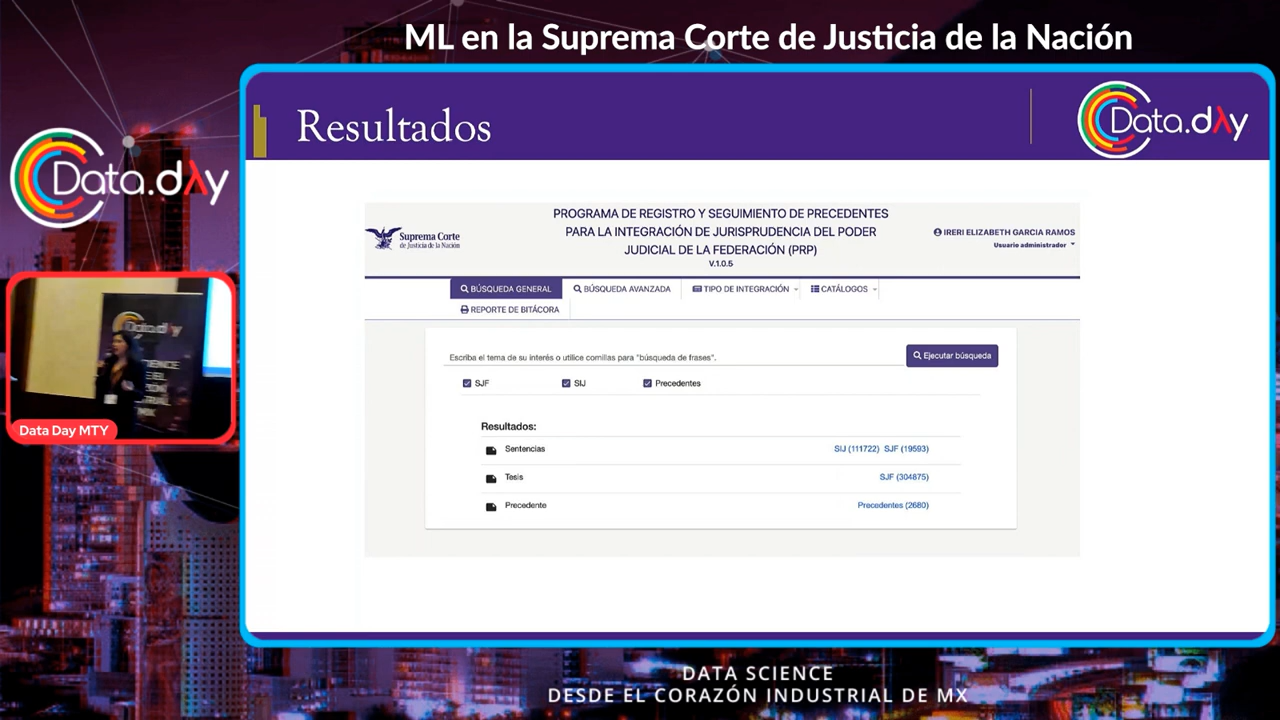 ML en la Suprema Corte de Justicia de la Nación
Resultados
Data.day
Data.day
Suprema Corte
de Justicia de la Nación
PROGRAMA DE REGISTRO Y SEGUIMIENTO DE PRECEDENTES
PARA LA INTEGRACIÓN DE JURISPRUDENCIA DEL PODER
JUDICIAL DE LA FEDERACIÓN (PRP)
V.1.0.5
IRERI ELIZABETH GARCIA RAMOS
Usuario administrador
BÚSQUEDA GENERAL
BÚSQUEDA AVANZADA
TIPO DE INTEGRACIÓN
CATÁLOGOS
REPORTE DE BITÁCORA
Escriba el tema de su interés o utilice comillas para "búsqueda de frases".
Ejecutar búsqueda
SJF
SIJ
Precedentes
Resultados:
Sentencias
SIJ (111722) SJF (19593)
Tesis
SJF (304875)
Precedente
Precedentes (2680)
Data.day
Data Day MTY
DATA SCIENCE
DESDE EL CORAZÓN INDUSTRIAL DE MX